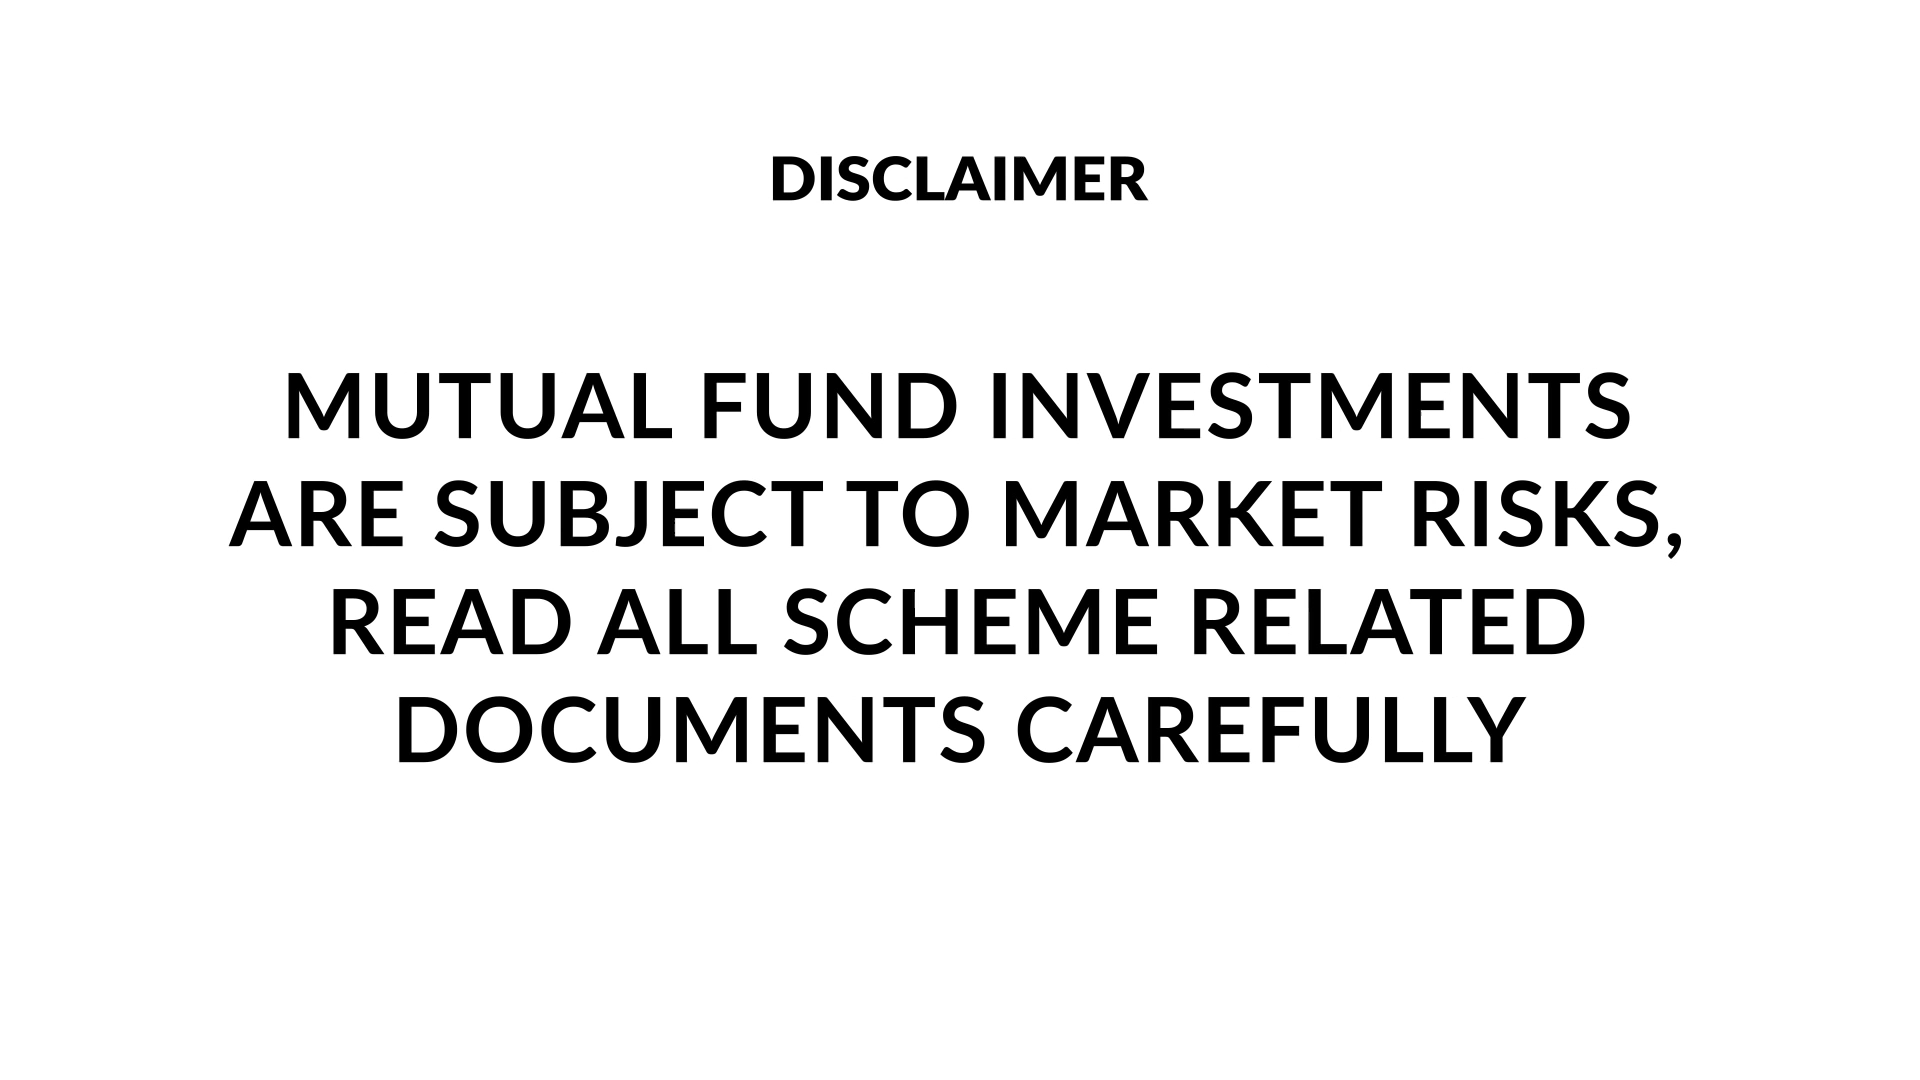 DISCLAIMER
MUTUAL FUND INVESTMENTS
ARE SUBJECT TO MARKET RISKS,
READ ALL SCHEME RELATED
DOCUMENTS CAREFULLY